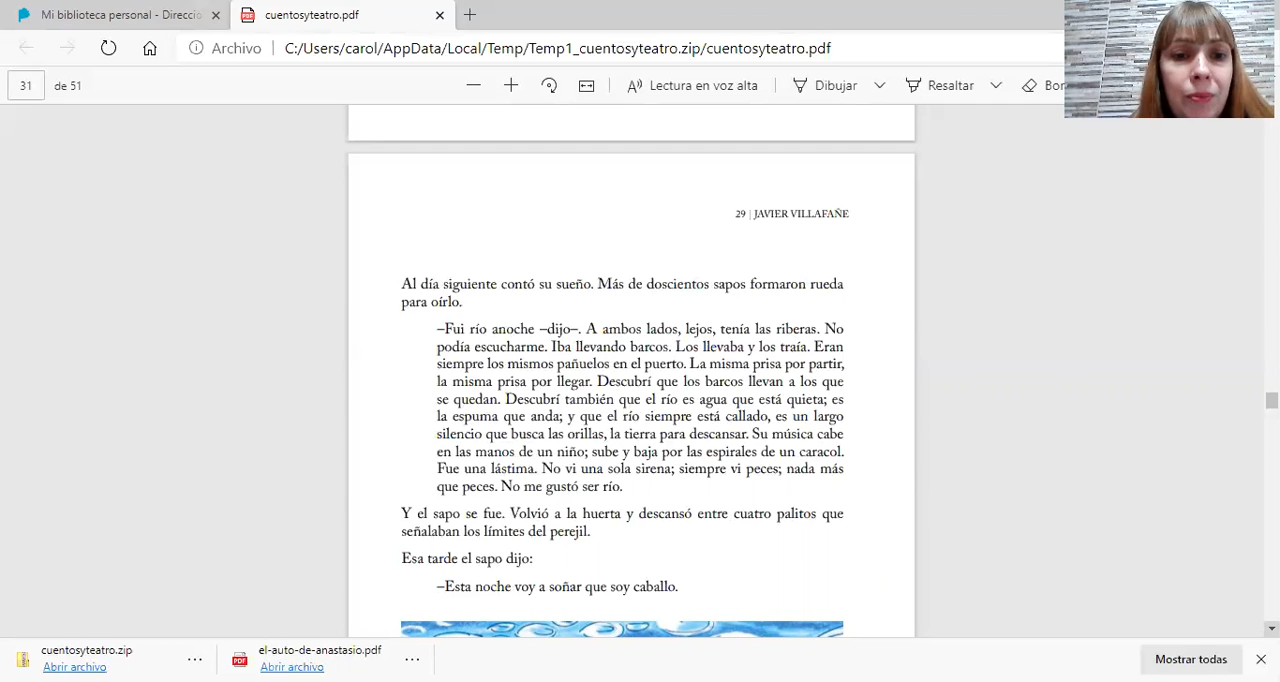 Mi biblioteca personal - Direcció
cuentosyteatro.pdf
Archivo
C:/Users/carol/AppData/Local/Temp/Temp1_cuentosyteatro.zip/cuentosyteatro.pdf
31 de 51
Lectura en voz alta
Dibujar
Resaltar
Bor
29 | JAVIER VILLAFAÑE
Al día siguiente contó su sueño. Más de doscientos sapos formaron rueda
para oírlo.
–Fui río anoche –dijo–. A ambos lados, lejos, tenía las riberas. No
podía escucharme. Iba llevando barcos. Los llevaba y los traía. Eran
siempre los mismos pañuelos en el puerto. La misma prisa por partir,
la misma prisa por llegar. Descubrí que los barcos llevan a los que
se quedan. Descubrí también que el río es agua que está quieta; es
la espuma que anda; y que el río siempre está callado, es un largo
silencio que busca las orillas, la tierra para descansar. Su música cabe
en las manos de un niño; sube y baja por las espirales de un caracol.
Fue una lástima. No vi una sola sirena; siempre vi peces; nada más
que peces. No me gustó ser río.
Y el sapo se fue. Volvió a la huerta y descansó entre cuatro palitos que
señalaban los límites del perejil.
Esa tarde el sapo dijo:
–Esta noche voy a soñar que soy caballo.
cuentosyteatro.zip
Abrir archivo
el-auto-de-anastasio.pdf
Abrir archivo
Mostrar todas